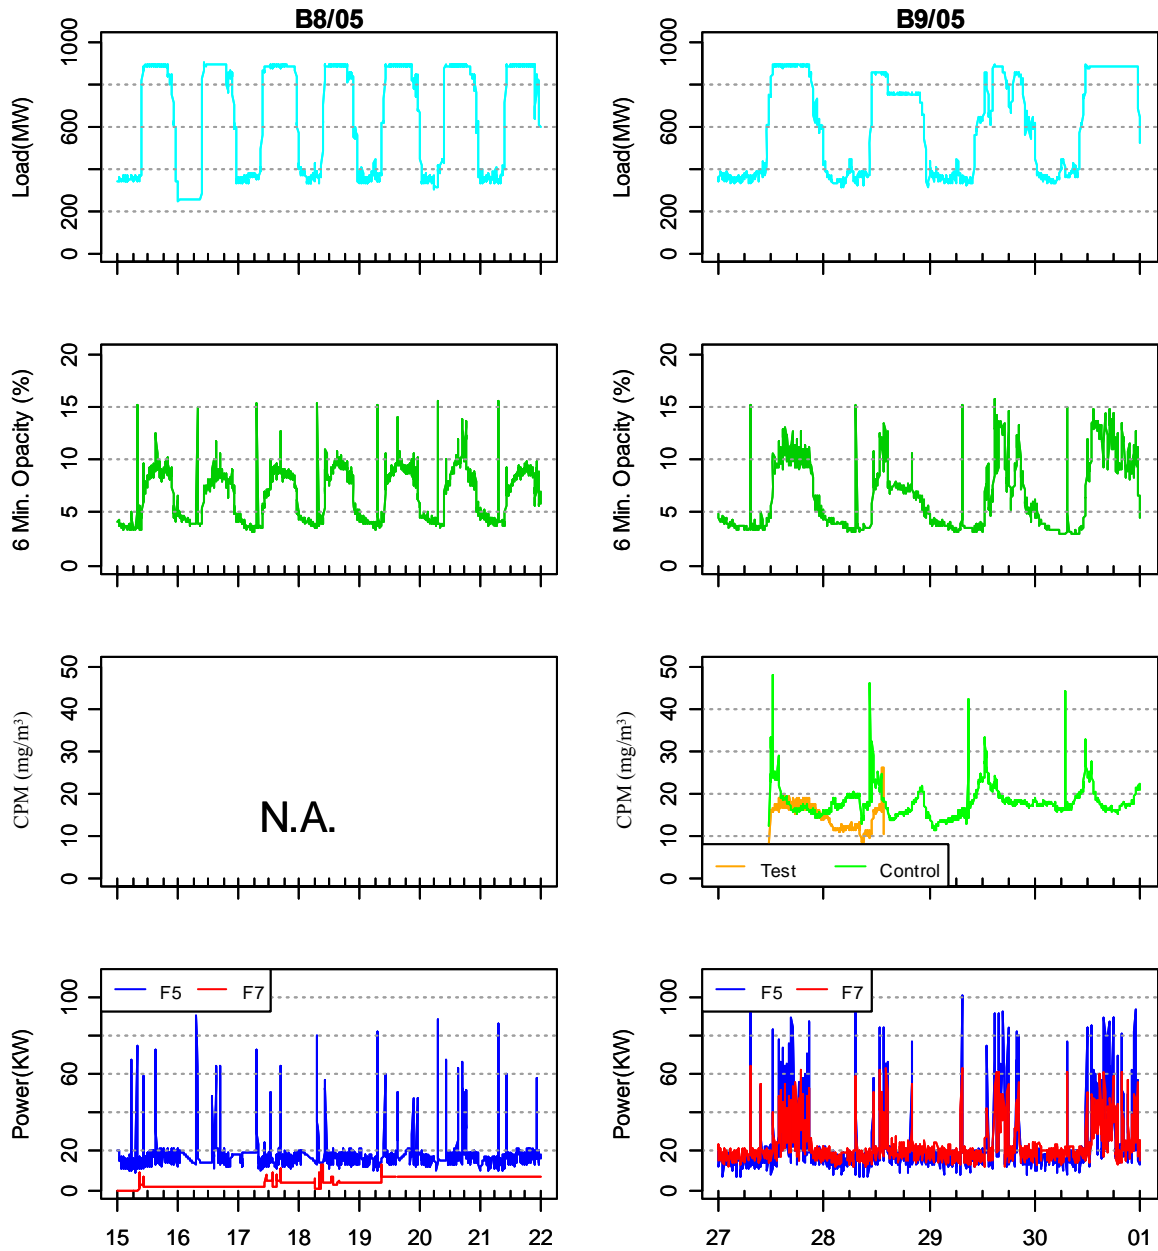 B8/05
B9/05
Load(MW)
0 200 600 1000
Load(MW)
0 200 600 1000
6 Min. Opacity (%)
0 5 10 15 20
6 Min. Opacity (%)
0 5 10 15 20
CPM (mg/m³)
0 10 20 30 40 50
N.A.
CPM (mg/m³)
0 10 20 30 40 50
Test Control
Power(KW)
0 20 60 100
F5 F7
15 16 17 18 19 20 21 22
Power(KW)
0 20 60 100
F5 F7
27 28 29 30 01